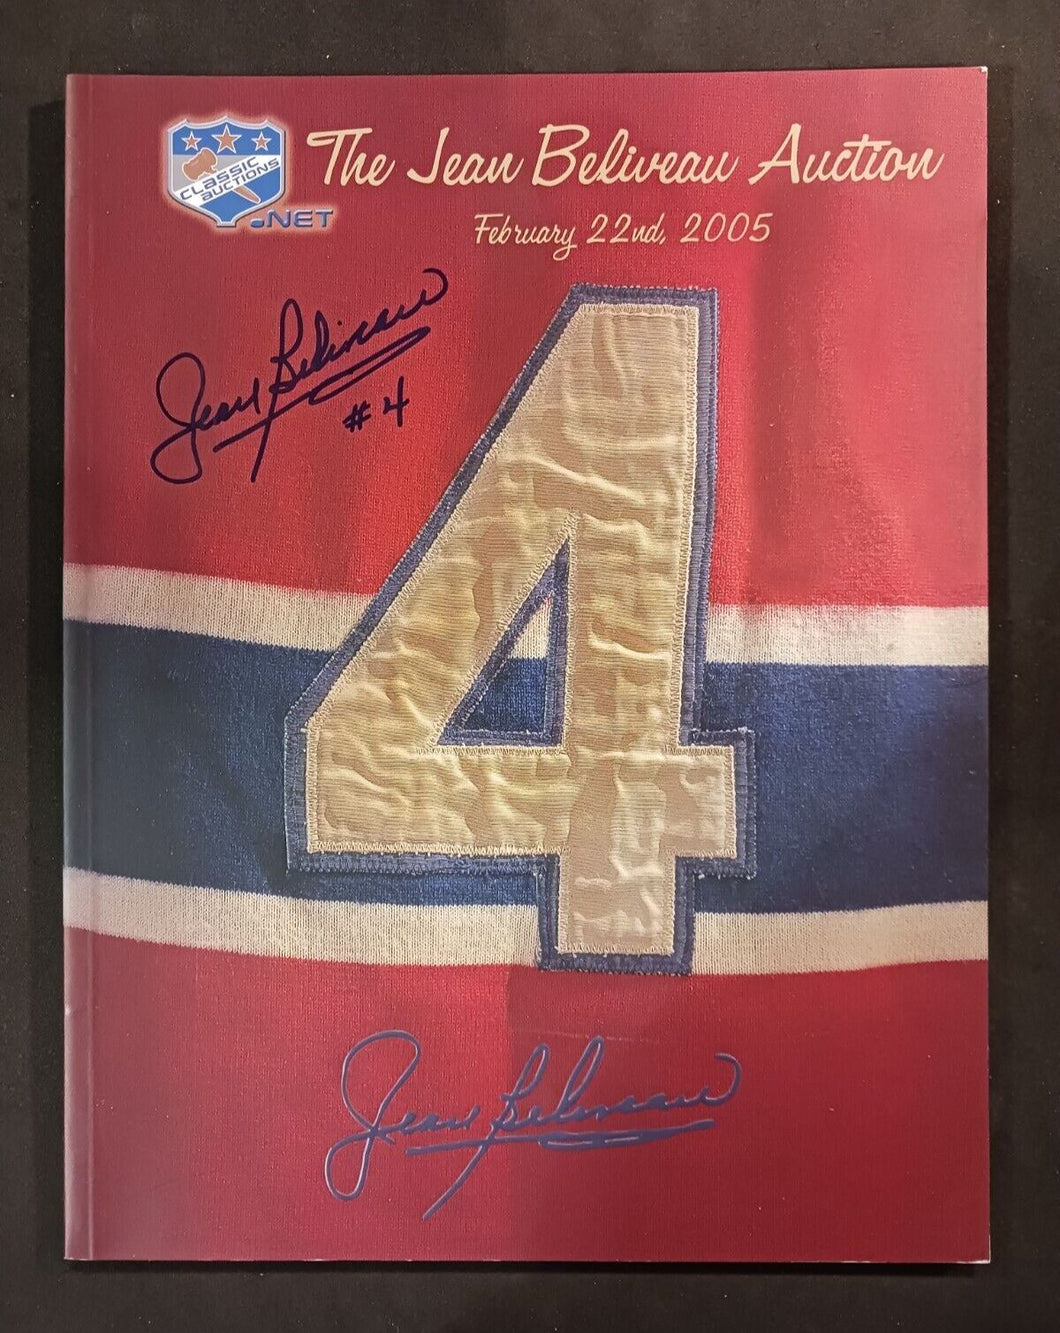 The Jean Beliveau Auction
CLASSIC
AUCTIONS
.NET
February 22nd, 2005
Jean Beliveau
#4
4
Jean Beliveau